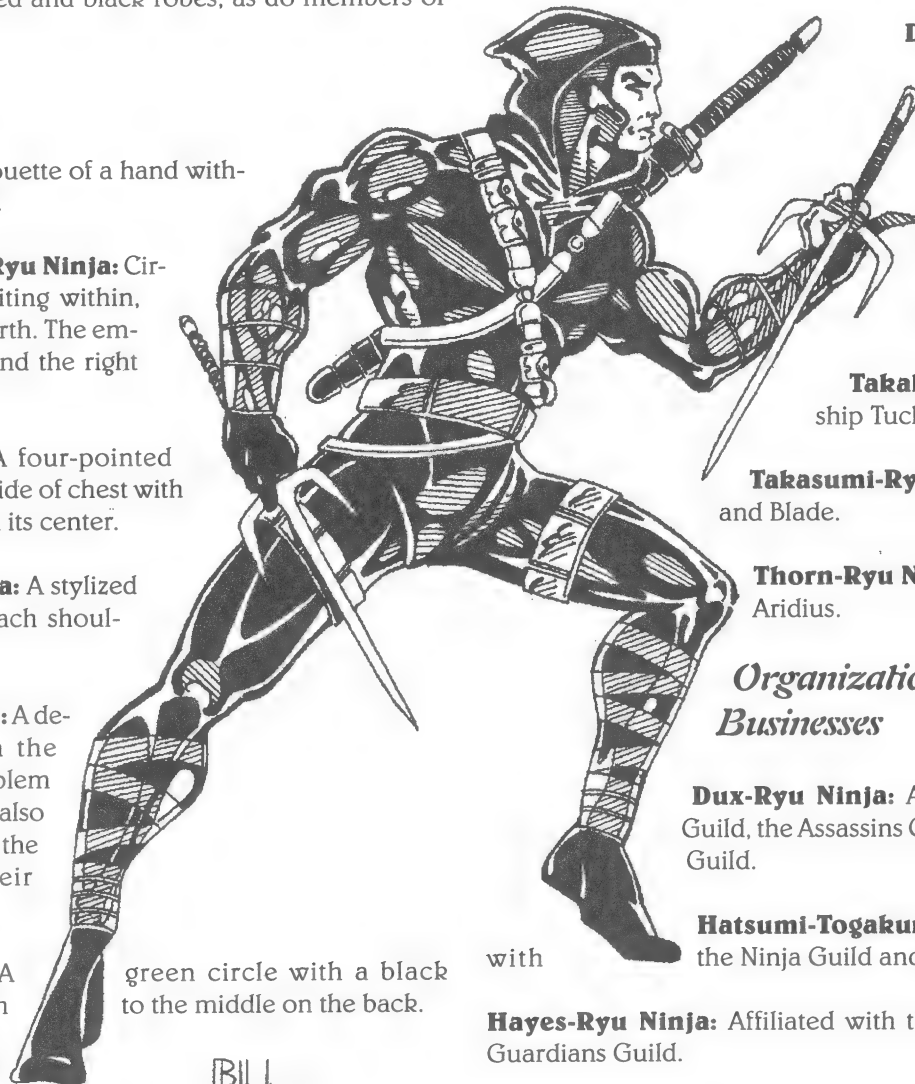 ed and black robes, as do members of
ouette of a hand with-
Ryu Ninja: Cir-
iting within,
rth. The em-
nd the right
A four-pointed
ide of chest with
its center.
a: A stylized
ach shoul-
: A de-
the
blem
also
the
eir
A green circle with a black
to the middle on the back.
BILL
D
Takal
ship Tuck
Takasumi-Ry
and Blade.
Thorn-Ryu N
Aridius.
Organizatio
Businesses
Dux-Ryu Ninja: A
Guild, the Assassins G
Guild.
Hatsumi-Togakur
with the Ninja Guild and
Hayes-Ryu Ninja: Affiliated with t
Guardians Guild.